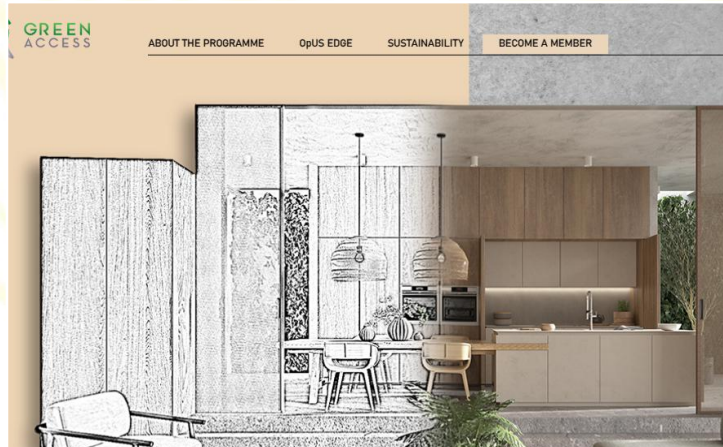 GREEN
ACCESS
ABOUT THE PROGRAMME OpUS EDGE SUSTAINABILITY BECOME A MEMBER